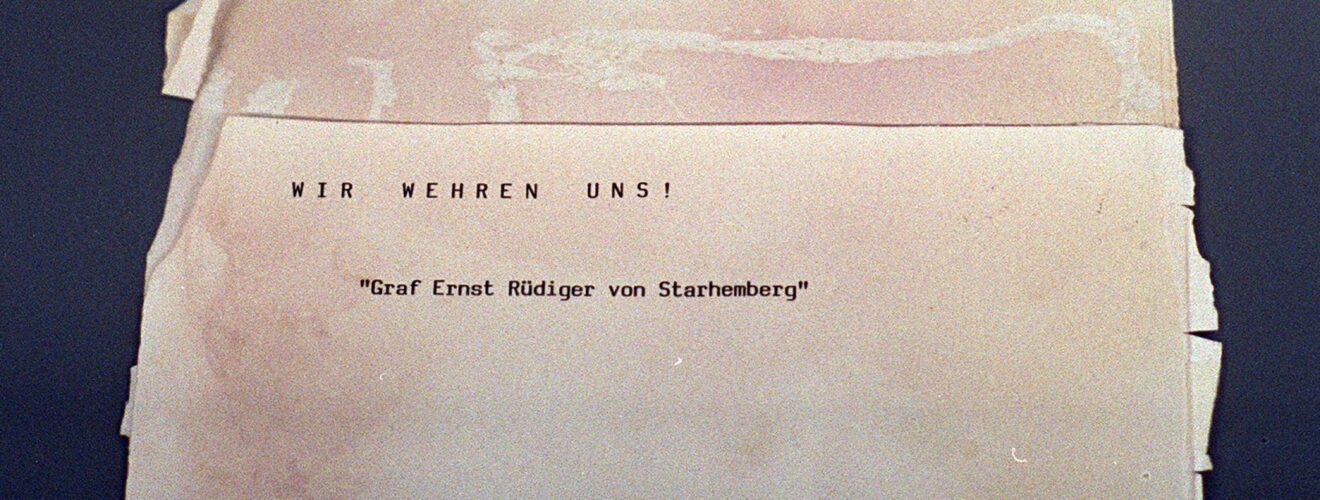 WIR WEHREN UNS!
"Graf Ernst Rüdiger von Starhemberg"